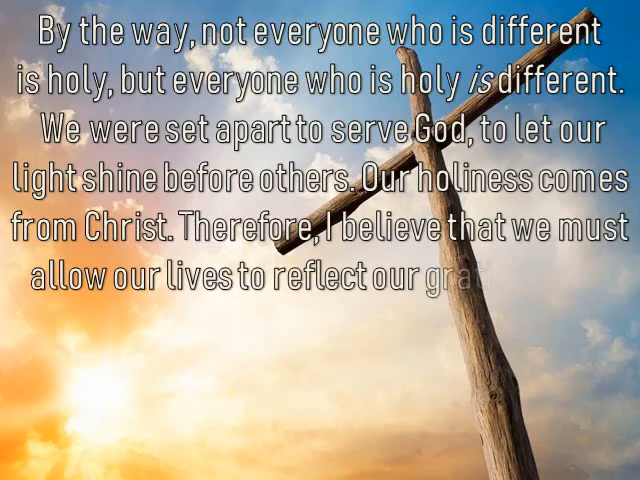 By the way, not everyone who is different
is holy, but everyone who is holy is different.
We were set apart to serve God, to let our
light shine before others. Our holiness comes
from Christ. Therefore, I believe that we must
allow our lives to reflect our